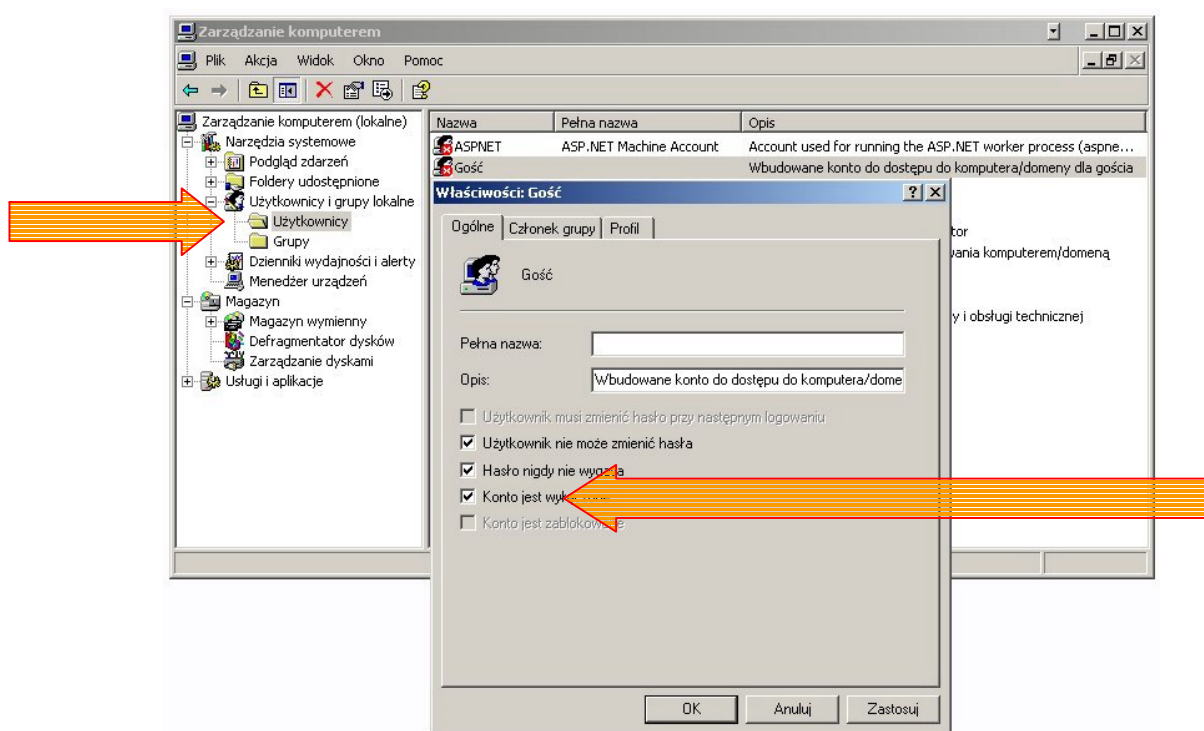 Zarządzanie komputerem
Plik Akcja Widok Okno Pomoc
Zarządzanie komputerem (lokalne)
Narzędzia systemowe
Podgląd zdarzeń
Foldery udostępnione
Użytkownicy i grupy lokalne
Użytkownicy
Grupy
Dzienniki wydajności i alerty
Menedżer urządzeń
Magazyn
Magazyn wymienny
Defragmentator dysków
Zarządzanie dyskami
Usługi i aplikacje
Nazwa Pełna nazwa Opis
ASPNET ASP.NET Machine Account Account used for running the ASP.NET worker process (aspne...
Gość Wbudowane konto do dostępu do komputera/domeny dla gościa
tor
vania komputerem/domeną
y i obsługi technicznej
Właściwości: Gość
Ogólne Członek grupy Profil
Gość
Pełna nazwa:
Opis: Wbudowane konto do dostępu do komputera/dome
Użytkownik musi zmienić hasło przy następnym logowaniu
Użytkownik nie może zmienić hasła
Hasło nigdy nie wygasa
Konto jest
Konto jest zablokowane
OK Anuluj Zastosuj